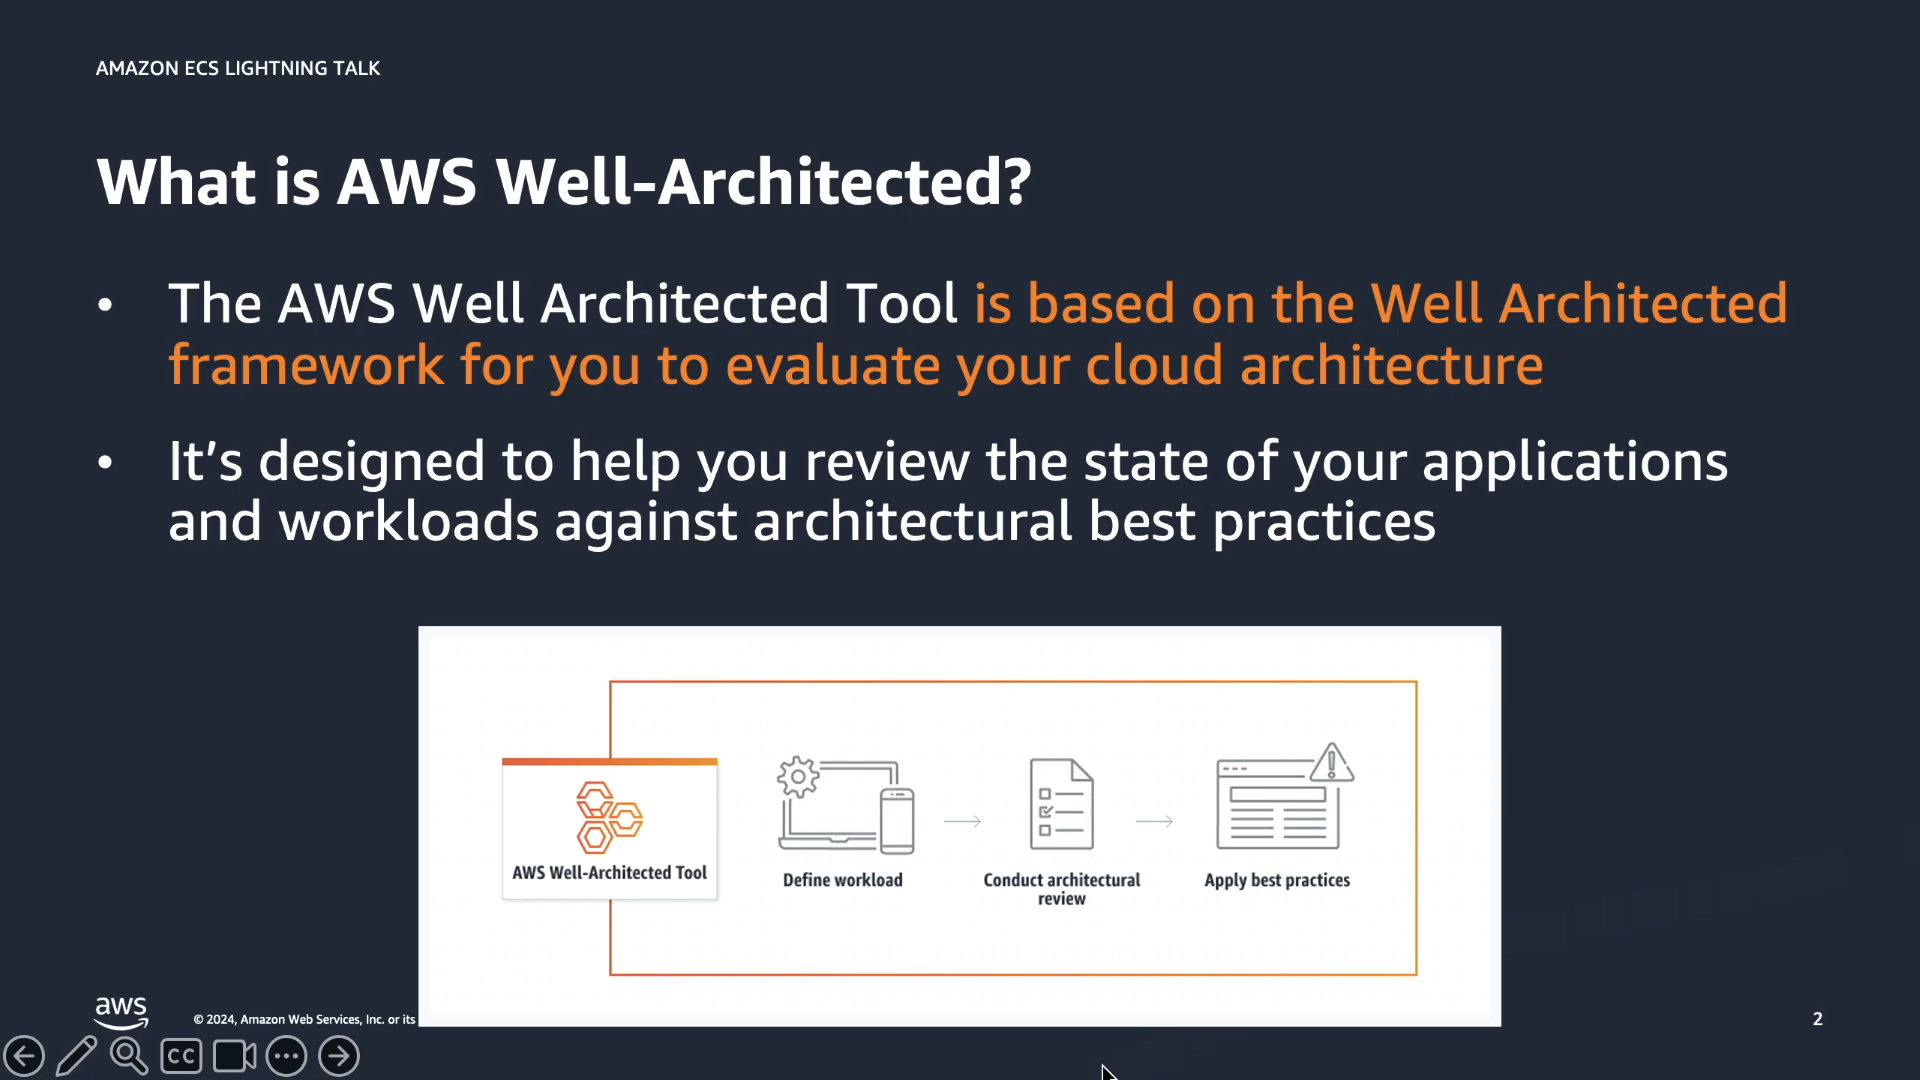 AMAZON ECS LIGHTNING TALK
What is AWS Well-Architected?
• The AWS Well Architected Tool is based on the Well Architected
framework for you to evaluate your cloud architecture
• It’s designed to help you review the state of your applications
and workloads against architectural best practices
AWS Well-Architected Tool
Define workload
Conduct architectural
review
Apply best practices
aws
© 2024, Amazon Web Services, Inc. or its
2
CC